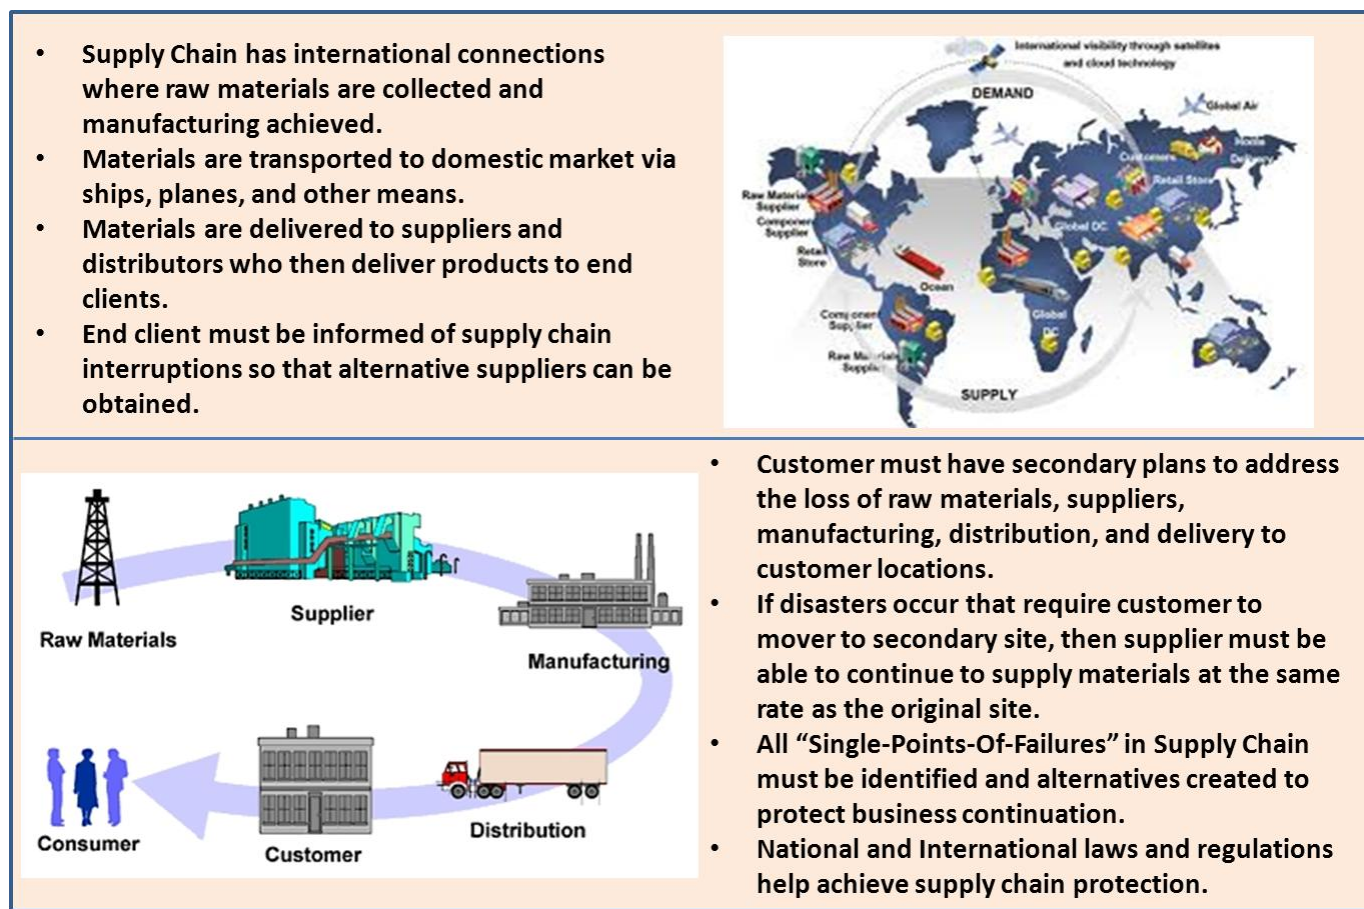 • Supply Chain has international connections
where raw materials are collected and
manufacturing achieved.
• Materials are transported to domestic market via
ships, planes, and other means.
• Materials are delivered to suppliers and
distributors who then deliver products to end
clients.
• End client must be informed of supply chain
interruptions so that alternative suppliers can be
obtained.
International visibility through satellites
and cloud technology
DEMAND
Global Air
Route
Delivery
Customers
Retail Store
Raw Materials
Supplier
Component
Supplier
Retail
Store
Global DC
Ocean
Component
Supplier
Global
DC
Raw Materials
Supplier
SUPPLY
Raw Materials
Supplier
Manufacturing
Distribution
Customer
Consumer
• Customer must have secondary plans to address
the loss of raw materials, suppliers,
manufacturing, distribution, and delivery to
customer locations.
• If disasters occur that require customer to
mover to secondary site, then supplier must be
able to continue to supply materials at the same
rate as the original site.
• All “Single-Points-Of-Failures” in Supply Chain
must be identified and alternatives created to
protect business continuation.
• National and International laws and regulations
help achieve supply chain protection.